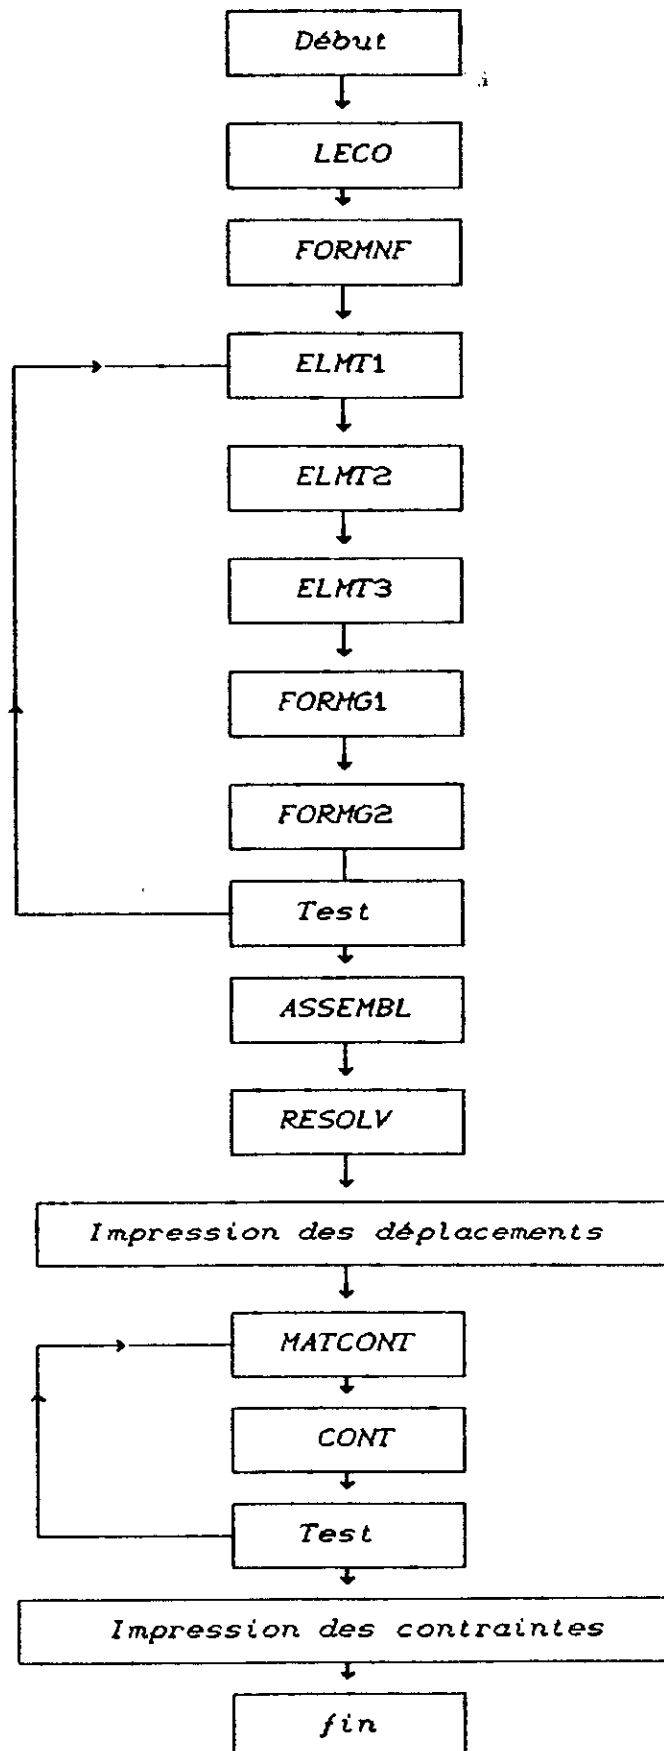 Début
LECO
FORMNF
ELMT1
ELMT2
ELMT3
FORMG1
FORMG2
Test
ASSEMBL
RESOLV
Impression des déplacements
MATCONT
CONT
Test
Impression des contraintes
fin